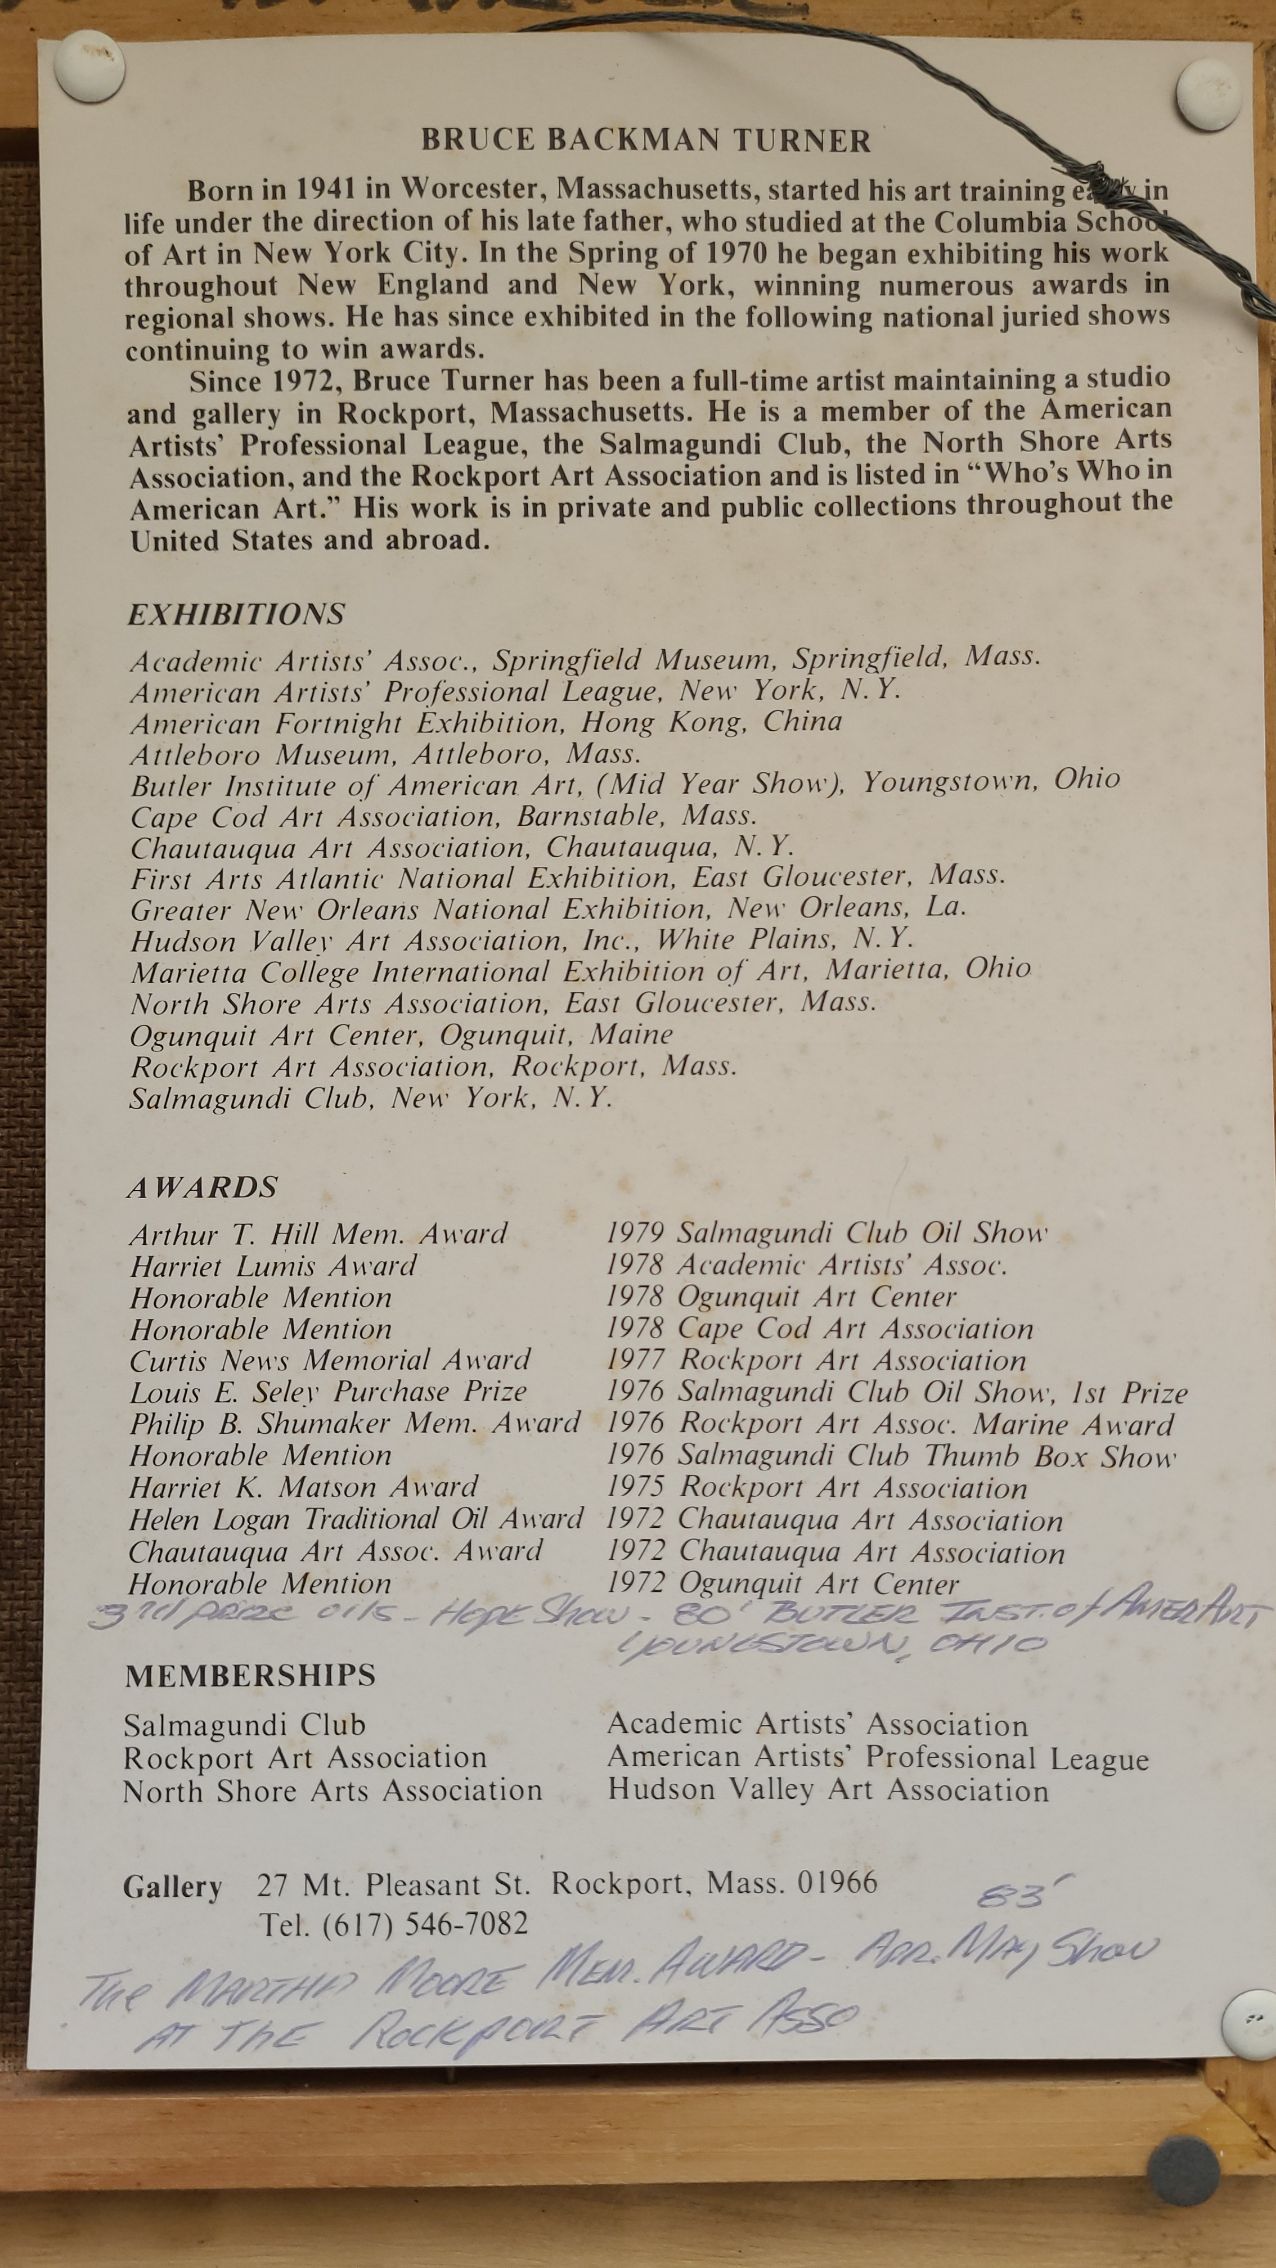 BRUCE BACKMAN TURNER
Born in 1941 in Worcester, Massachusetts, started his art training early in
life under the direction of his late father, who studied at the Columbia School
of Art in New York City. In the Spring of 1970 he began exhibiting his work
throughout New England and New York, winning numerous awards in
regional shows. He has since exhibited in the following national juried shows
continuing to win awards.
Since 1972, Bruce Turner has been a full-time artist maintaining a studio
and gallery in Rockport, Massachusetts. He is a member of the American
Artists' Professional League, the Salmagundi Club, the North Shore Arts
Association, and the Rockport Art Association and is listed in "Who's Who in
American Art." His work is in private and public collections throughout the
United States and abroad.
EXHIBITIONS
Academic Artists' Assoc., Springfield Museum, Springfield, Mass.
American Artists' Professional League, New York, N.Y.
American Fortnight Exhibition, Hong Kong, China
Attleboro Museum, Attleboro, Mass.
Butler Institute of American Art, (Mid Year Show), Youngstown, Ohio
Cape Cod Art Association, Barnstable, Mass.
Chautauqua Art Association, Chautauqua, N.Y.
First Arts Atlantic National Exhibition, East Gloucester, Mass.
Greater New Orleans National Exhibition, New Orleans, La.
Hudson Valley Art Association, Inc., White Plains, N.Y.
Marietta College International Exhibition of Art, Marietta, Ohio
North Shore Arts Association, East Gloucester, Mass.
Ogunquit Art Center, Ogunquit, Maine
Rockport Art Association, Rockport, Mass.
Salmagundi Club, New York, N.Y.
AWARDS
Arthur T. Hill Mem. Award 1979 Salmagundi Club Oil Show
Harriet Lumis Award 1978 Academic Artists' Assoc.
Honorable Mention 1978 Ogunquit Art Center
Honorable Mention 1978 Cape Cod Art Association
Curtis News Memorial Award 1977 Rockport Art Association
Louis E. Seley Purchase Prize 1976 Salmagundi Club Oil Show, 1st Prize
Philip B. Shumaker Mem. Award 1976 Rockport Art Assoc. Marine Award
Honorable Mention 1976 Salmagundi Club Thumb Box Show
Harriet K. Matson Award 1975 Rockport Art Association
Helen Logan Traditional Oil Award 1972 Chautauqua Art Association
Chautauqua Art Assoc. Award 1972 Chautauqua Art Association
Honorable Mention 1972 Ogunquit Art Center
3rd prize oils - Hope Show - 80' BUTLER INST. of AMER ART
YOUNGSTOWN, OHIO
MEMBERSHIPS
Salmagundi Club Academic Artists' Association
Rockport Art Association American Artists' Professional League
North Shore Arts Association Hudson Valley Art Association
Gallery 27 Mt. Pleasant St. Rockport, Mass. 01966
Tel. (617) 546-7082
83'
The MARTHA MOORE MEM. AWARD - APR. MAY Show
AT THE ROCKPORT ART ASSO